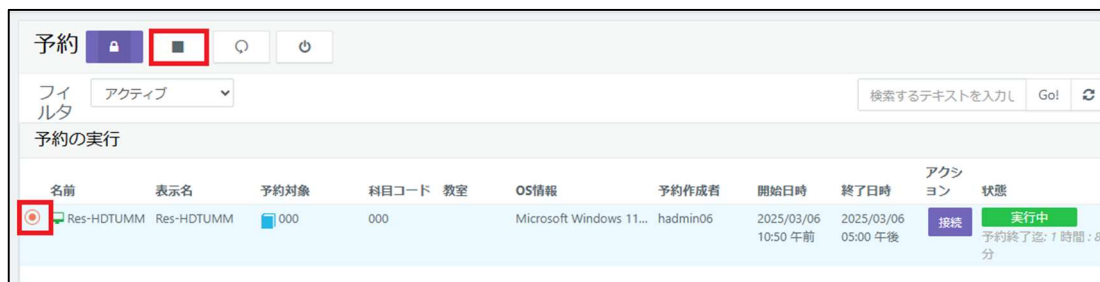 予約
フィルタ アクティブ 検索するテキストを入力し Go!
予約の実行
名前 表示名 予約対象 科目コード 教室 OS情報 予約作成者 開始日時 終了日時 アクション 状態
Res-HDTUMM Res-HDTUMM 000 000 Microsoft Windows 11... hadmin06 2025/03/06 10:50 午前 2025/03/06 05:00 午後 接続 実行中
予約終了迄: 1 時間 : 8
分